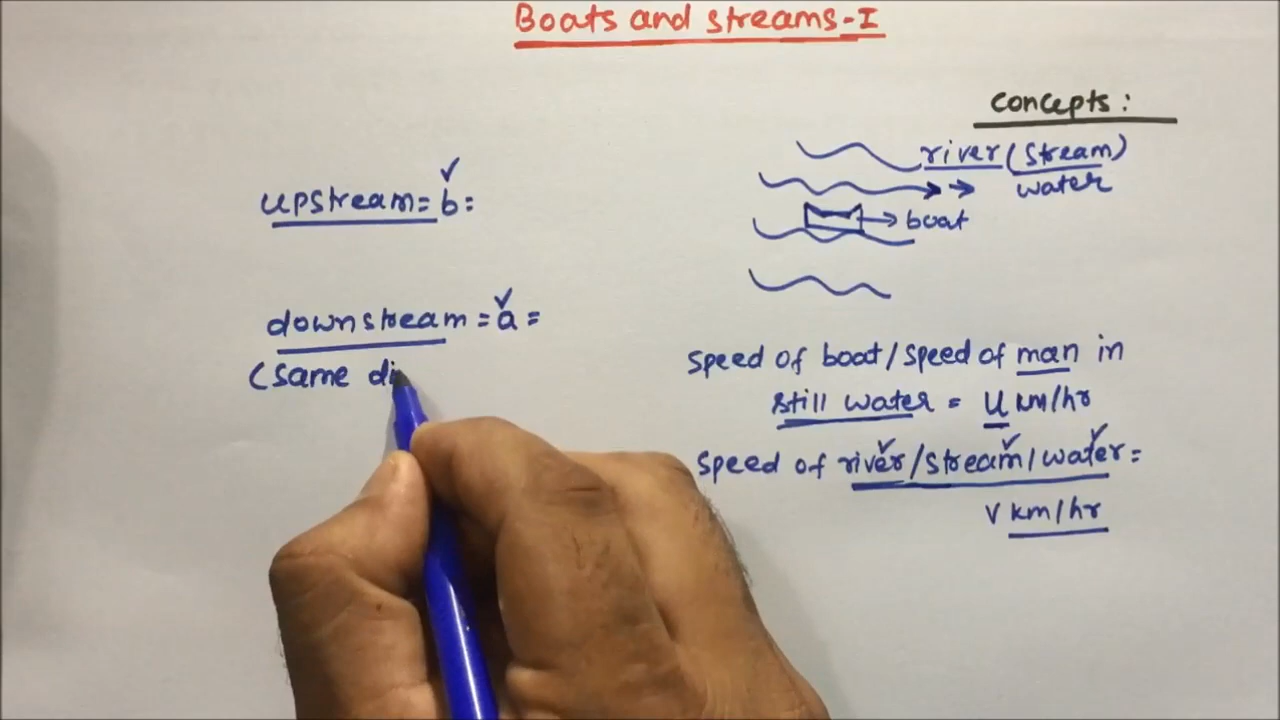 Boats and streams-I
concepts:
river (stream)
water
boat
upstream = b =
downstream = a =
(same di
speed of boat/speed of man in
still water = u km/hr
speed of river/stream/water =
v km/hr